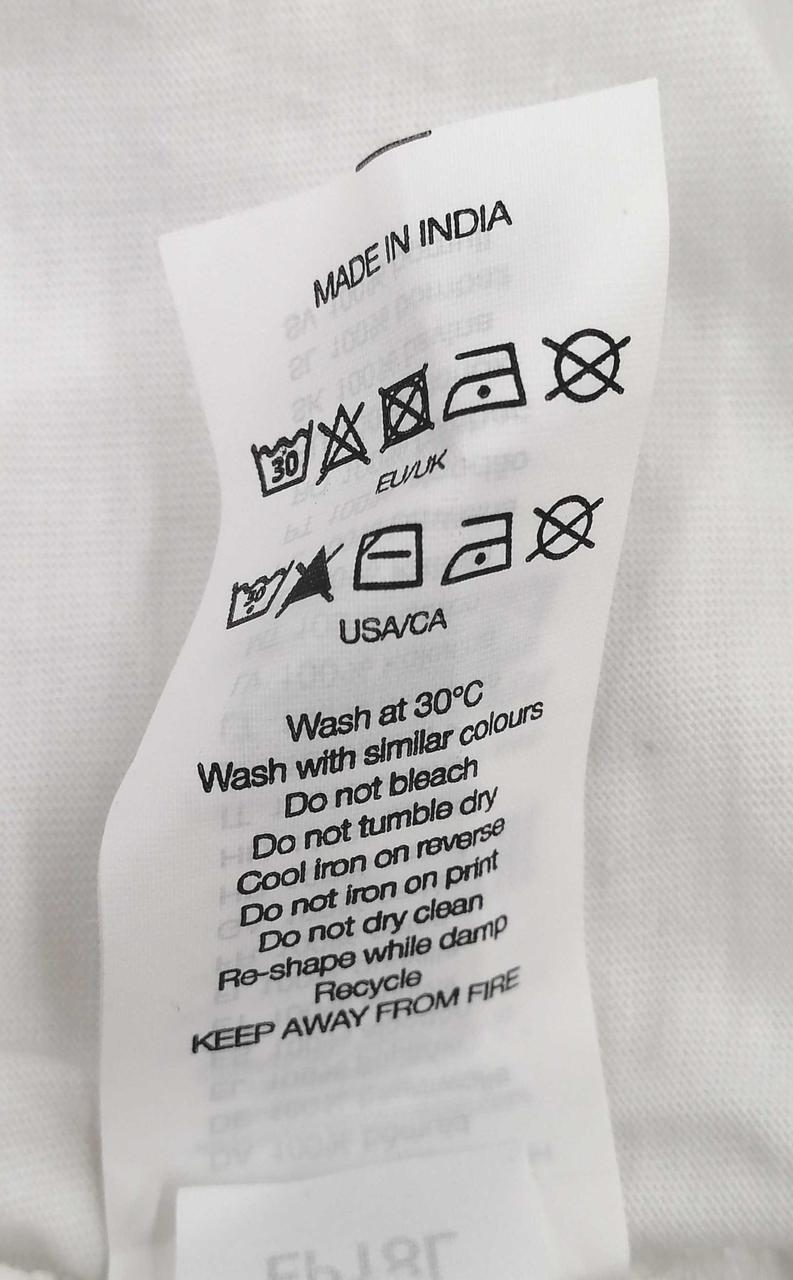 MADE IN INDIA
30
EU/UK
30
USA/CA
Wash at 30°C
Wash with similar colours
Do not bleach
Do not tumble dry
Cool iron on reverse
Do not iron on print
Do not dry clean
Re-shape while damp
Recycle
KEEP AWAY FROM FIRE
EP18L